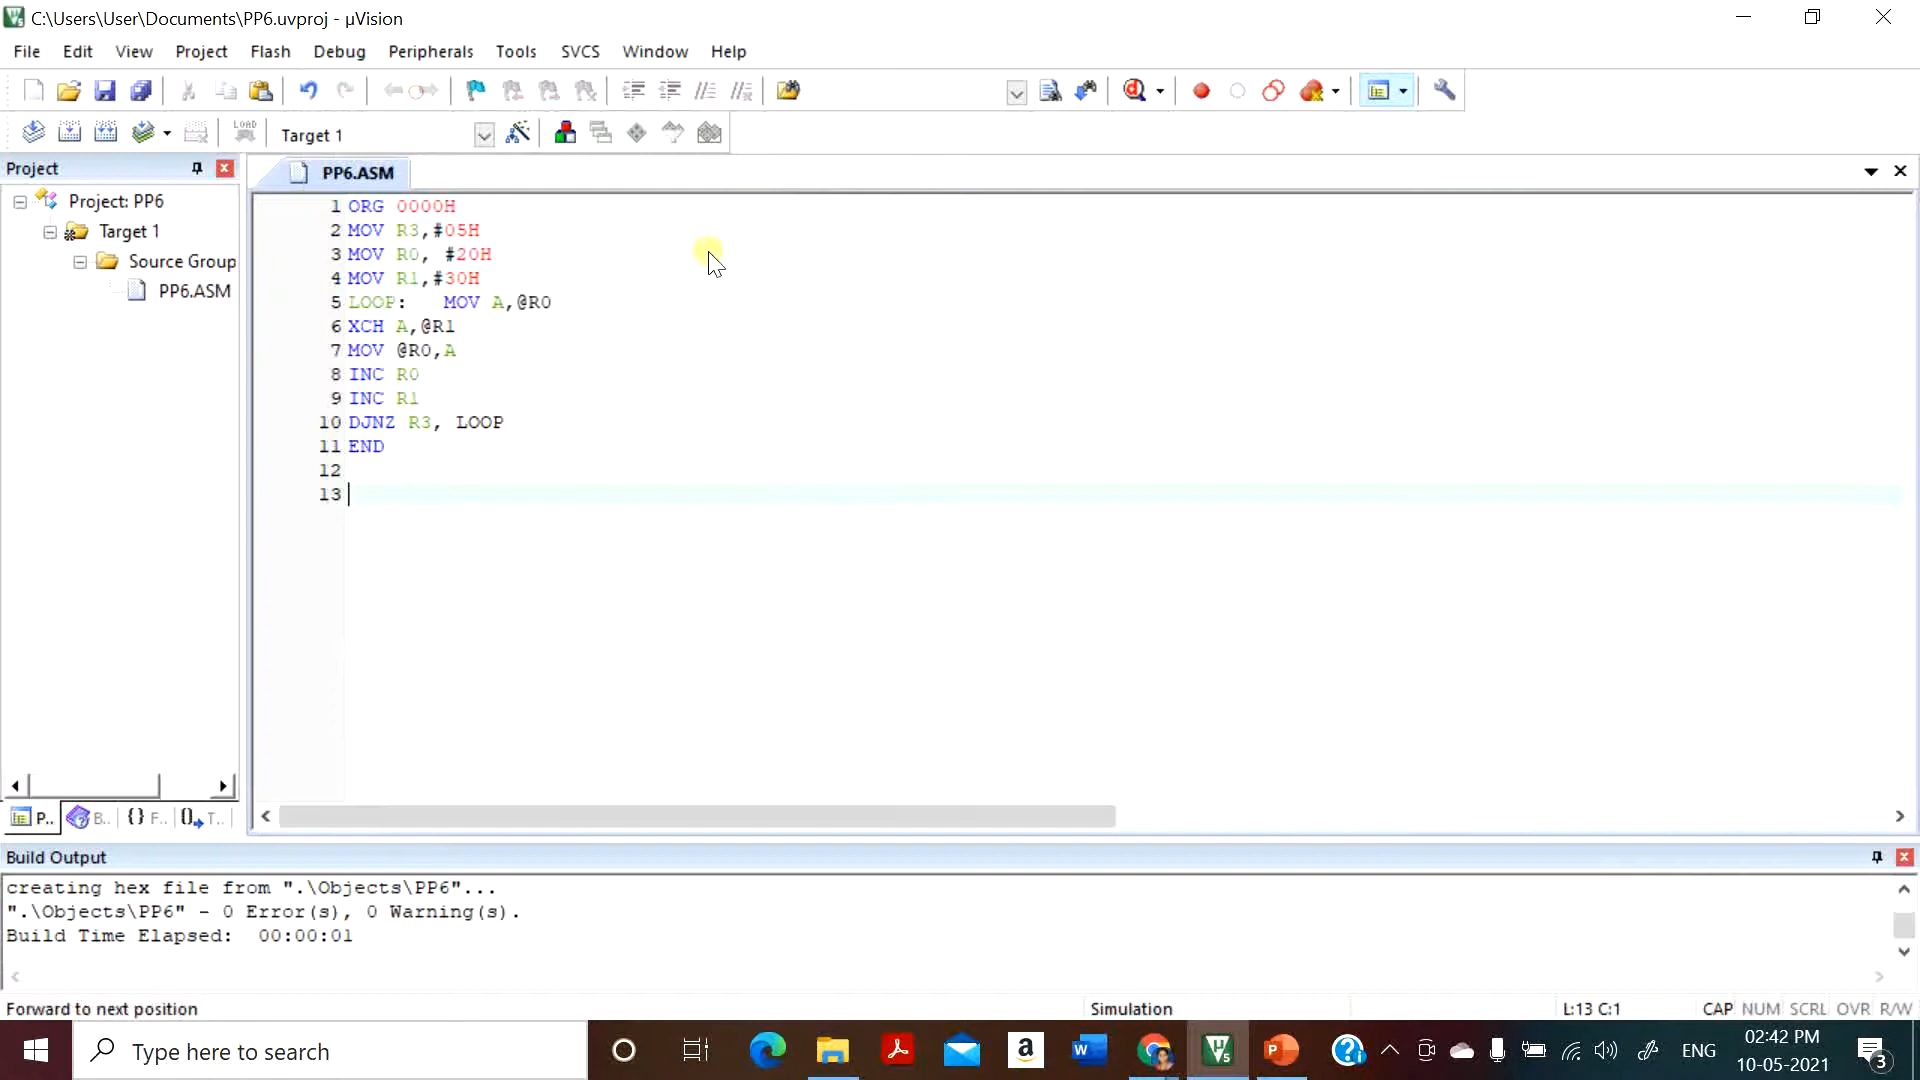 C:\Users\User\Documents\PP6.uvproj - µVision
File Edit View Project Flash Debug Peripherals Tools SVCS Window Help
LOAD
Target 1
Project
PP6.ASM
Project: PP6
Target 1
Source Group
PP6.ASM
1 ORG 0000H
2 MOV R3,#05H
3 MOV R0, #20H
4 MOV R1,#30H
5 LOOP: MOV A,@R0
6 XCH A,@R1
7 MOV @R0,A
8 INC R0
9 INC R1
10 DJNZ R3, LOOP
11 END
12
13
P.. B.. {} F.. T..
Build Output
creating hex file from ".\Objects\PP6"...
".\Objects\PP6" - 0 Error(s), 0 Warning(s).
Build Time Elapsed: 00:00:01
Forward to next position Simulation L:13 C:1 CAP NUM SCRL OVR R/W
Type here to search
ENG
02:42 PM
10-05-2021
3